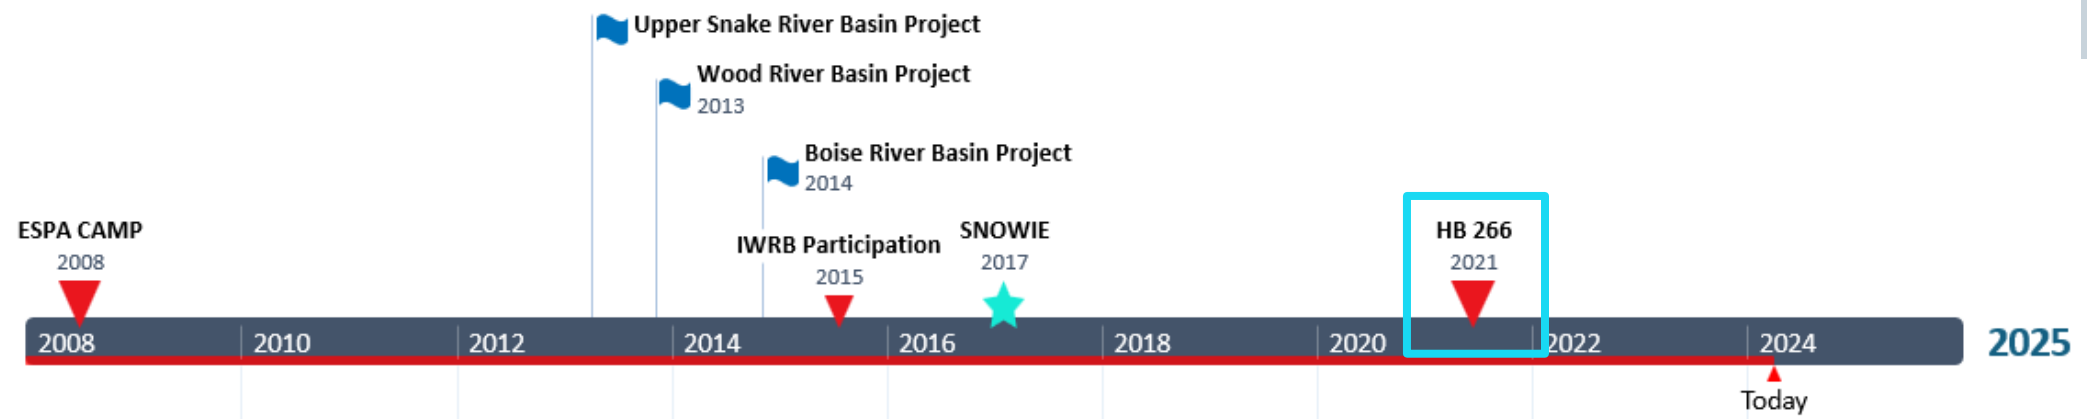 Upper Snake River Basin Project
Wood River Basin Project
2013
Boise River Basin Project
2014
ESPA CAMP
2008
IWRB Participation
2015
SNOWIE
2017
HB 266
2021
2008 2010 2012 2014 2016 2018 2020 2022 2024 2025
Today